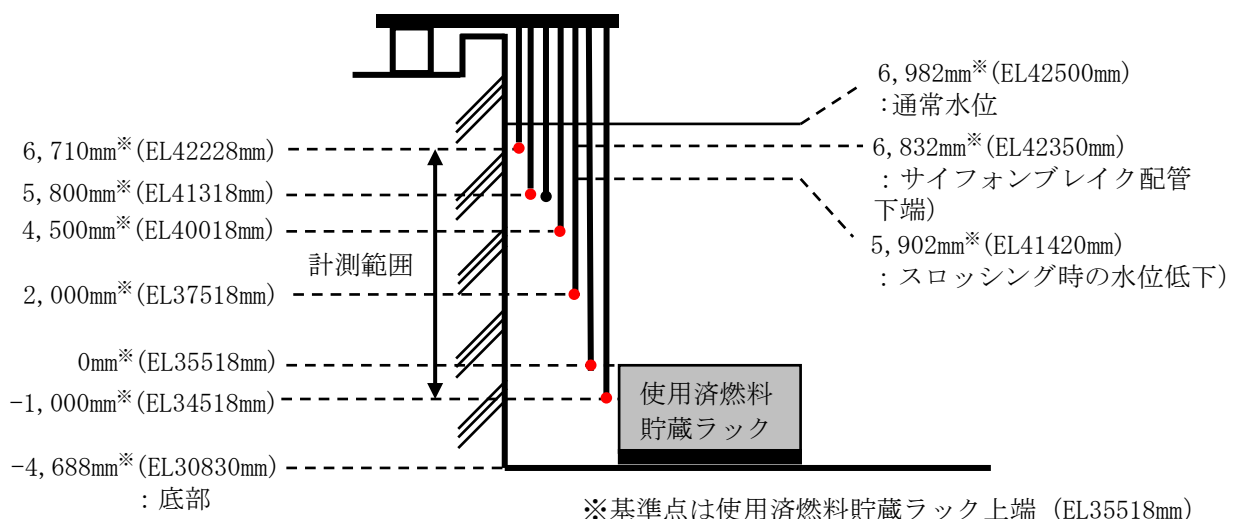 6,982mm※(EL42500mm)
：通常水位
6,710mm※(EL42228mm)
5,800mm※(EL41318mm)
4,500mm※(EL40018mm)
計測範囲
2,000mm※(EL37518mm)
0mm※(EL35518mm)
-1,000mm※(EL34518mm)
-4,688mm※(EL30830mm)
：底部
6,832mm※(EL42350mm)
：サイフォンブレイク配管
下端）
5,902mm※(EL41420mm)
：スロッシング時の水位低下）
使用済燃料
貯蔵ラック
※基準点は使用済燃料貯蔵ラック上端（EL35518mm）